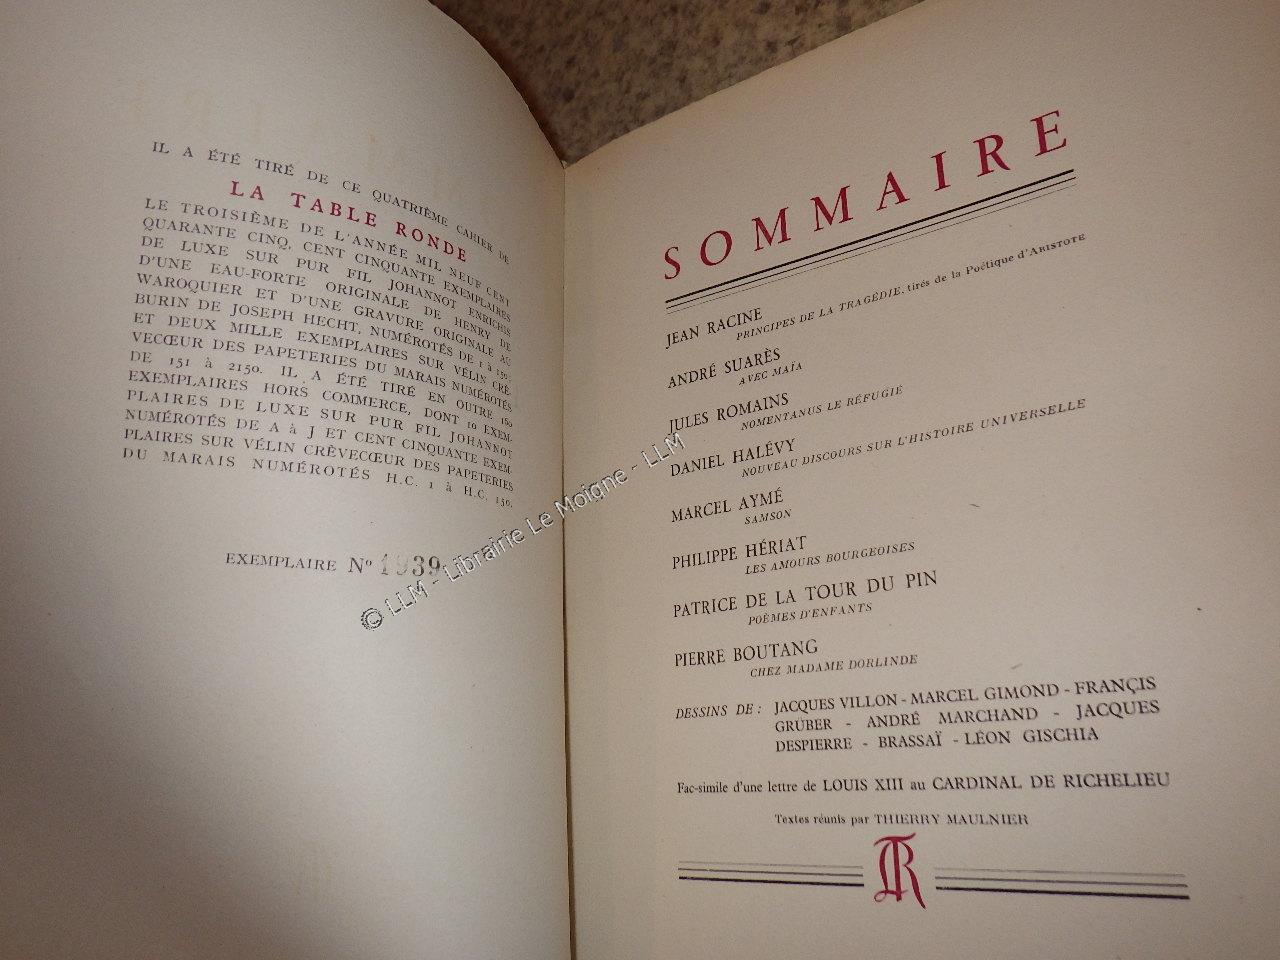 IL A ÉTÉ TIRÉ DE CE QUATRIÈME CAHIER DE
LA TABLE RONDE
LE TROISIÈME DE L'ANNÉE MIL NEUF CENT
QUARANTE CINQ, CENT CINQUANTE EXEMPLAIRES
DE LUXE SUR PUR FIL JOHANNOT ENRICHIS
D'UNE EAU-FORTE ORIGINALE DE HENRY DE
WAROQUIER ET D'UNE GRAVURE ORIGINALE AU
BURIN DE JOSEPH HECHT, NUMÉROTÉS DE 1 à 150,
ET DEUX MILLE EXEMPLAIRES SUR VÉLIN CRÈ-
VECŒUR DES PAPETERIES DU MARAIS NUMÉROTÉS
DE 151 à 2150. IL A ÉTÉ TIRÉ EN OUTRE 160
EXEMPLAIRES HORS COMMERCE, DONT 10 EXEM-
PLAIRES DE LUXE SUR PUR FIL JOHANNOT
NUMÉROTÉS DE A à J ET CENT CINQUANTE EXEM-
PLAIRES SUR VÉLIN CRÈVECŒUR DES PAPETERIES
DU MARAIS NUMÉROTÉS H.C. 1 à H.C. 150.
EXEMPLAIRE Nº 1939
© LLM - Librairie Le Moigne - LLM
SOMMAIRE
JEAN RACINE
PRINCIPES DE LA TRAGÉDIE, tirés de la Poétique d'ARISTOTE
ANDRÉ SUARÈS
AVEC MAÏA
JULES ROMAINS
NOMENTANUS LE RÉFUGIÉ
DANIEL HALÉVY
NOUVEAU DISCOURS SUR L'HISTOIRE UNIVERSELLE
MARCEL AYMÉ
SAMSON
PHILIPPE HÉRIAT
LES AMOURS BOURGEOISES
PATRICE DE LA TOUR DU PIN
POÈMES D'ENFANTS
PIERRE BOUTANG
CHEZ MADAME DORLINDE
DESSINS DE : JACQUES VILLON - MARCEL GIMOND - FRANÇIS
GRÜBER - ANDRÉ MARCHAND - JACQUES
DESPIERRE - BRASSAÏ - LÉON GISCHIA
Fac-simile d'une lettre de LOUIS XIII au CARDINAL DE RICHELIEU
Textes réunis par THIERRY MAULNIER
TR